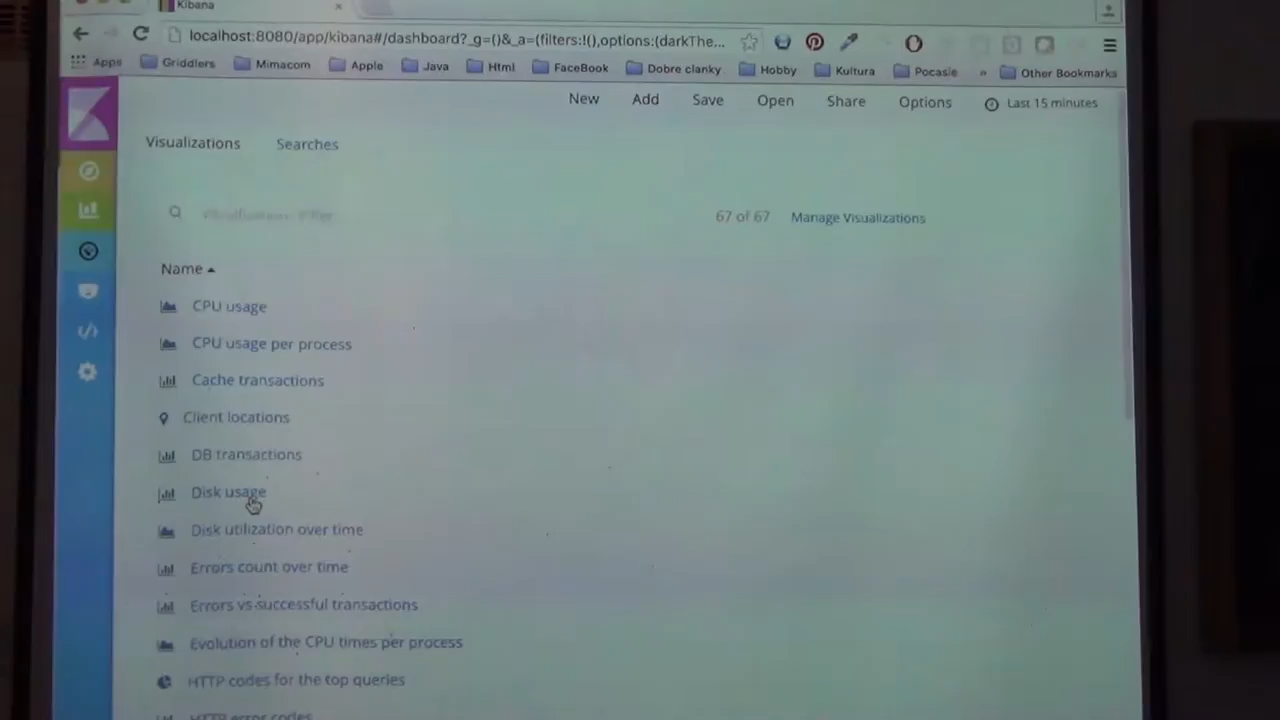 Kibana
localhost:8080/app/kibana#/dashboard?_g=()&_a=(filters:!(),options:(darkThe...
Apps Griddlers Mimacom Apple Java Html FaceBook Dobre clanky Hobby Kultura Pocasie » Other Bookmarks
New Add Save Open Share Options Last 15 minutes
Visualizations Searches
67 of 67 Manage Visualizations
Name
CPU usage
CPU usage per process
Cache transactions
Client locations
DB transactions
Disk usage
Disk utilization over time
Errors count over time
Errors vs successful transactions
Evolution of the CPU times per process
HTTP codes for the top queries
HTTP error codes